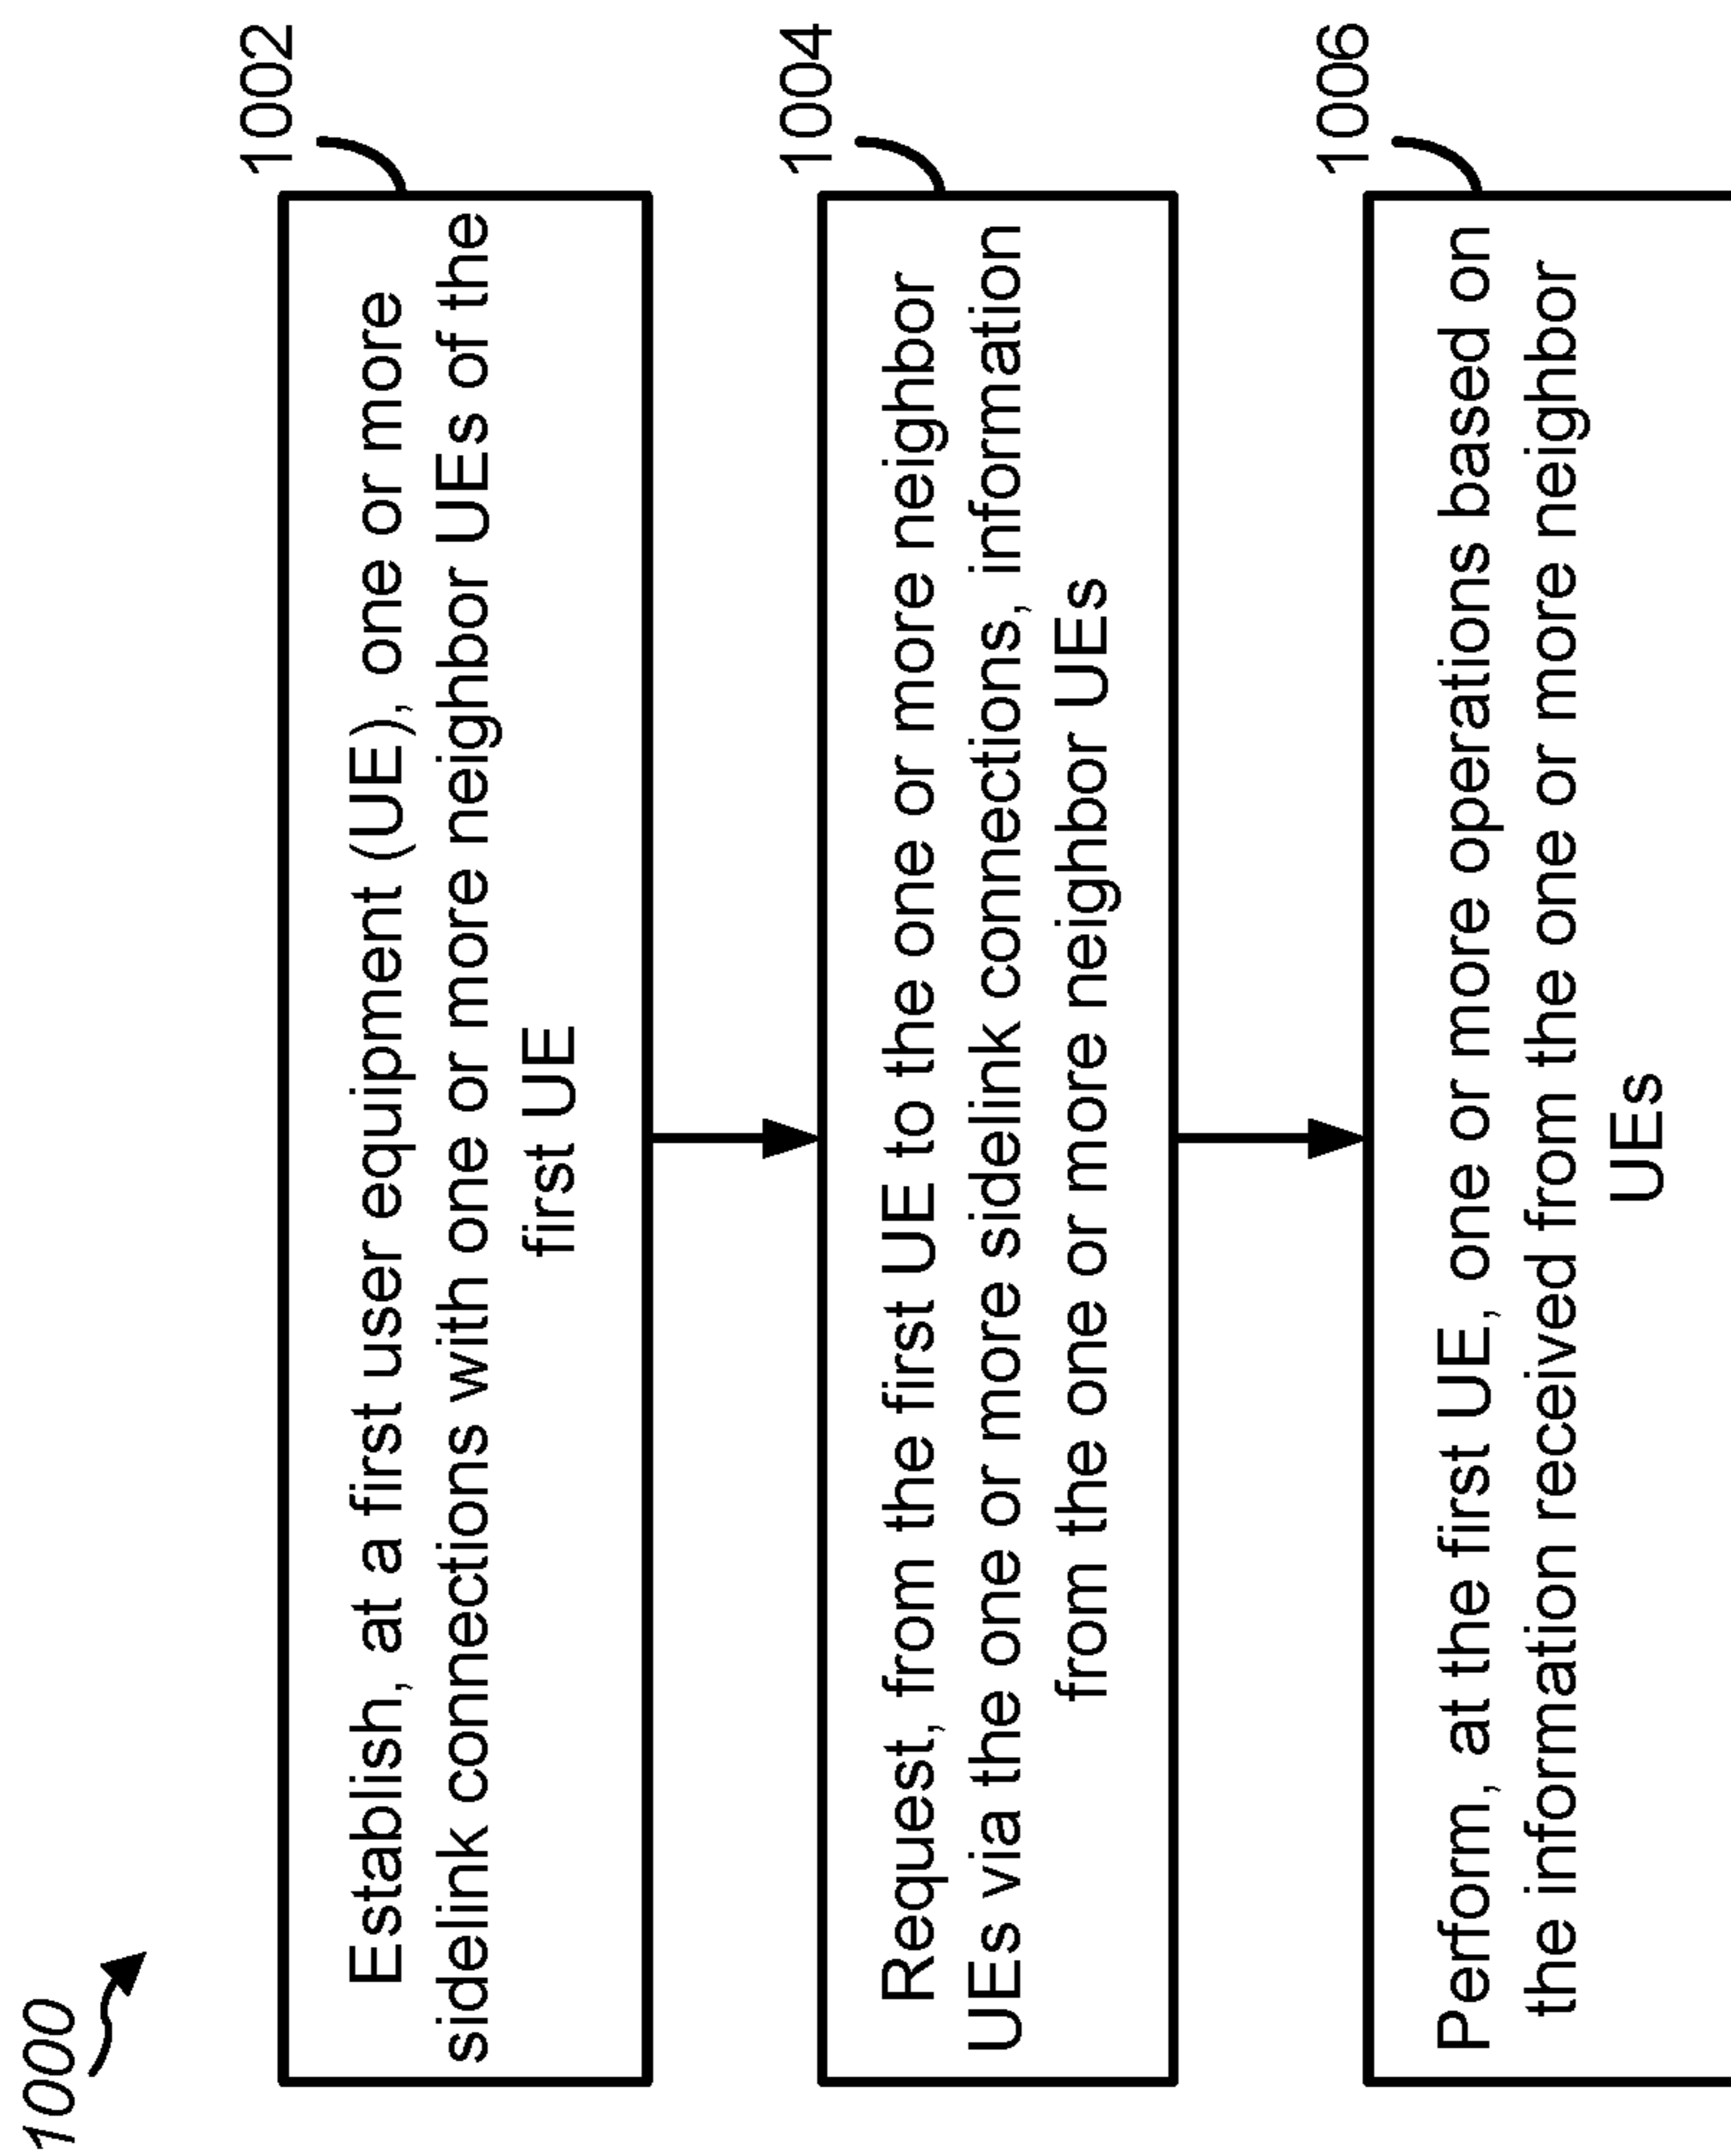 1000
1002
Establish, at a first user equipment (UE), one or more
sidelink connections with one or more neighbor UEs of the
first UE
1004
Request, from the first UE to the one or more neighbor
UEs via the one or more sidelink connections, information
from the one or more neighbor UEs
1006
Perform, at the first UE, one or more operations based on
the information received from the one or more neighbor
UEs